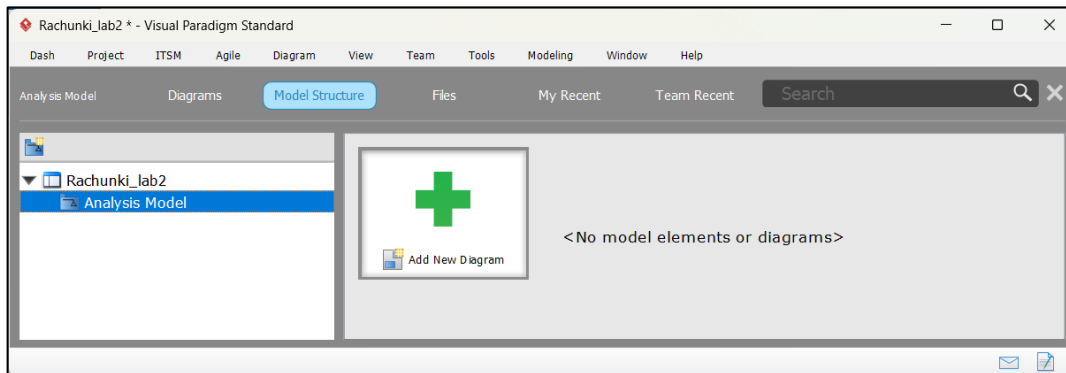 Rachunki_lab2 * - Visual Paradigm Standard
Dash Project ITSM Agile Diagram View Team Tools Modeling Window Help
Analysis Model Diagrams Model Structure Files My Recent Team Recent Search
Rachunki_lab2
Analysis Model
Add New Diagram
<No model elements or diagrams>